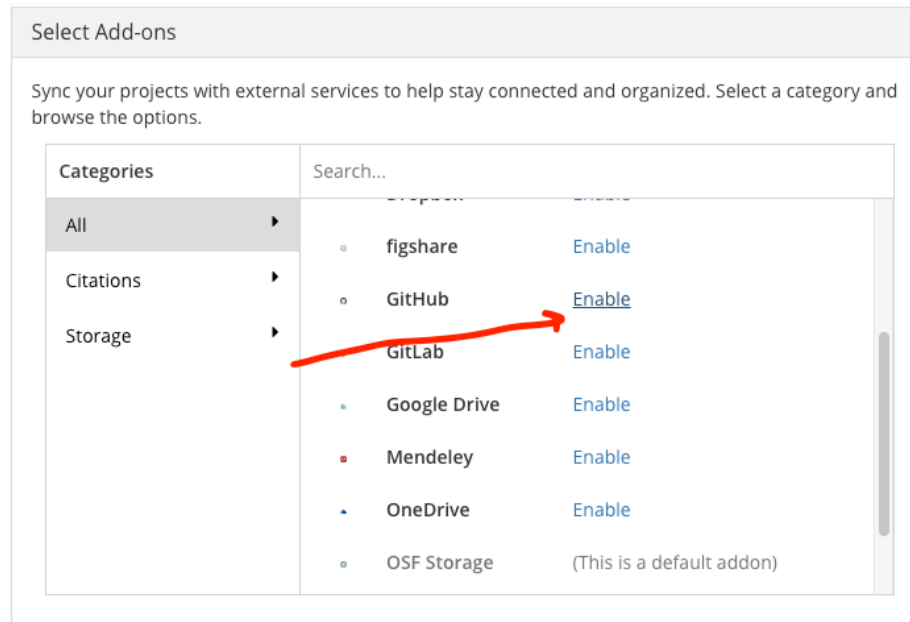 Select Add-ons
Sync your projects with external services to help stay connected and organized. Select a category and
browse the options.
Categories
Search...
All
Citations
Storage
Dropbox Enable
figshare Enable
GitHub Enable
GitLab Enable
Google Drive Enable
Mendeley Enable
OneDrive Enable
OSF Storage (This is a default addon)